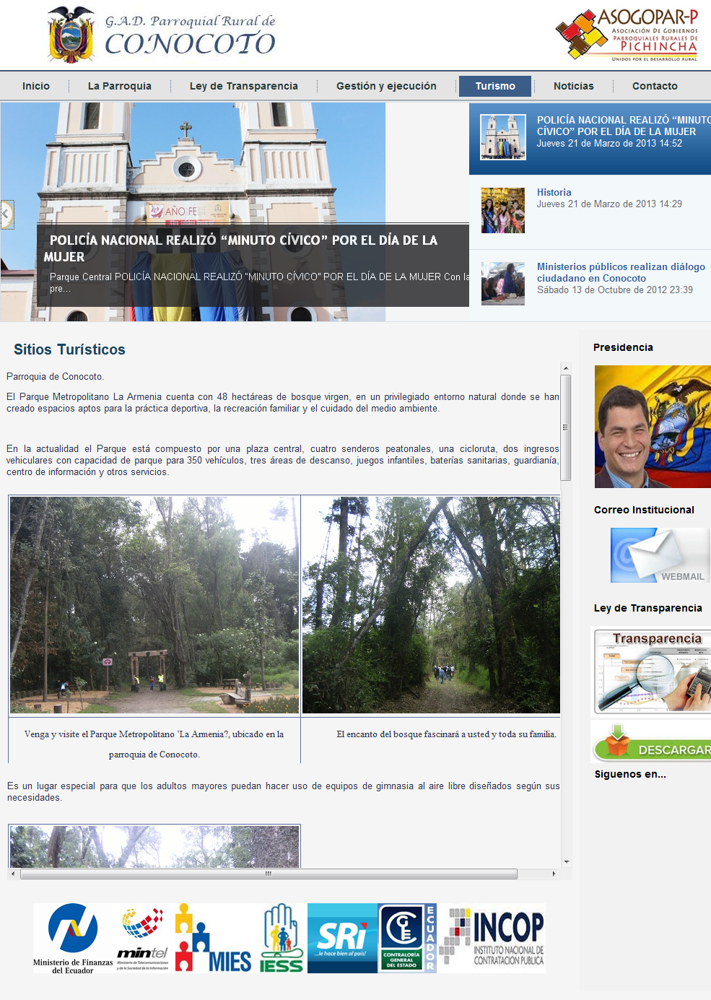 G.A.D. Parroquial Rural de
CONOCOTO
ASOGOPAR-P
ASOCIACIÓN DE GOBIERNOS
PARROQUIALES RURALES DE
PICHINCHA
UNIDOS POR EL DESARROLLO RURAL
Inicio
La Parroquia
Ley de Transparencia
Gestión y ejecución
Turismo
Noticias
Contacto
AÑO FE
POLICÍA NACIONAL REALIZÓ “MINUTO CÍVICO” POR EL DÍA DE LA
MUJER
Parque Central POLICÍA NACIONAL REALIZÓ "MINUTO CÍVICO" POR EL DÍA DE LA MUJER Con la
pre...
POLICÍA NACIONAL REALIZÓ “MINUTO
CÍVICO” POR EL DÍA DE LA MUJER
Jueves 21 de Marzo de 2013 14:52
Historia
Jueves 21 de Marzo de 2013 14:29
Ministerios públicos realizan diálogo
ciudadano en Conocoto
Sábado 13 de Octubre de 2012 23:39
Sitios Turísticos
Parroquia de Conocoto.
El Parque Metropolitano La Armenia cuenta con 48 hectáreas de bosque virgen, en un privilegiado entorno natural donde se han
creado espacios aptos para la práctica deportiva, la recreación familiar y el cuidado del medio ambiente.
En la actualidad el Parque está compuesto por una plaza central, cuatro senderos peatonales, una cicloruta, dos ingresos
vehiculares con capacidad de parque para 350 vehículos, tres áreas de descanso, juegos infantiles, baterías sanitarias, guardianía,
centro de información y otros servicios.
Venga y visite el Parque Metropolitano ’La Armenia?, ubicado en la
parroquia de Conocoto.
El encanto del bosque fascinará a usted y toda su familia.
Es un lugar especial para que los adultos mayores puedan hacer uso de equipos de gimnasia al aire libre diseñados según sus
necesidades.
Presidencia
Correo Institucional
@
WEBMAIL
Ley de Transparencia
Transparencia
DESCARGAR
Siguenos en...
Ministerio de Finanzas
del Ecuador
mintel
Ministerio de Telecomunicaciones
y de la Sociedad de la Información
MIES
IESS
SRi
...le hace bien al país!
CONTRALORÍA
GENERAL
DEL ESTADO
ECUADOR
INCOP
INSTITUTO NACIONAL DE
CONTRATACION PUBLICA